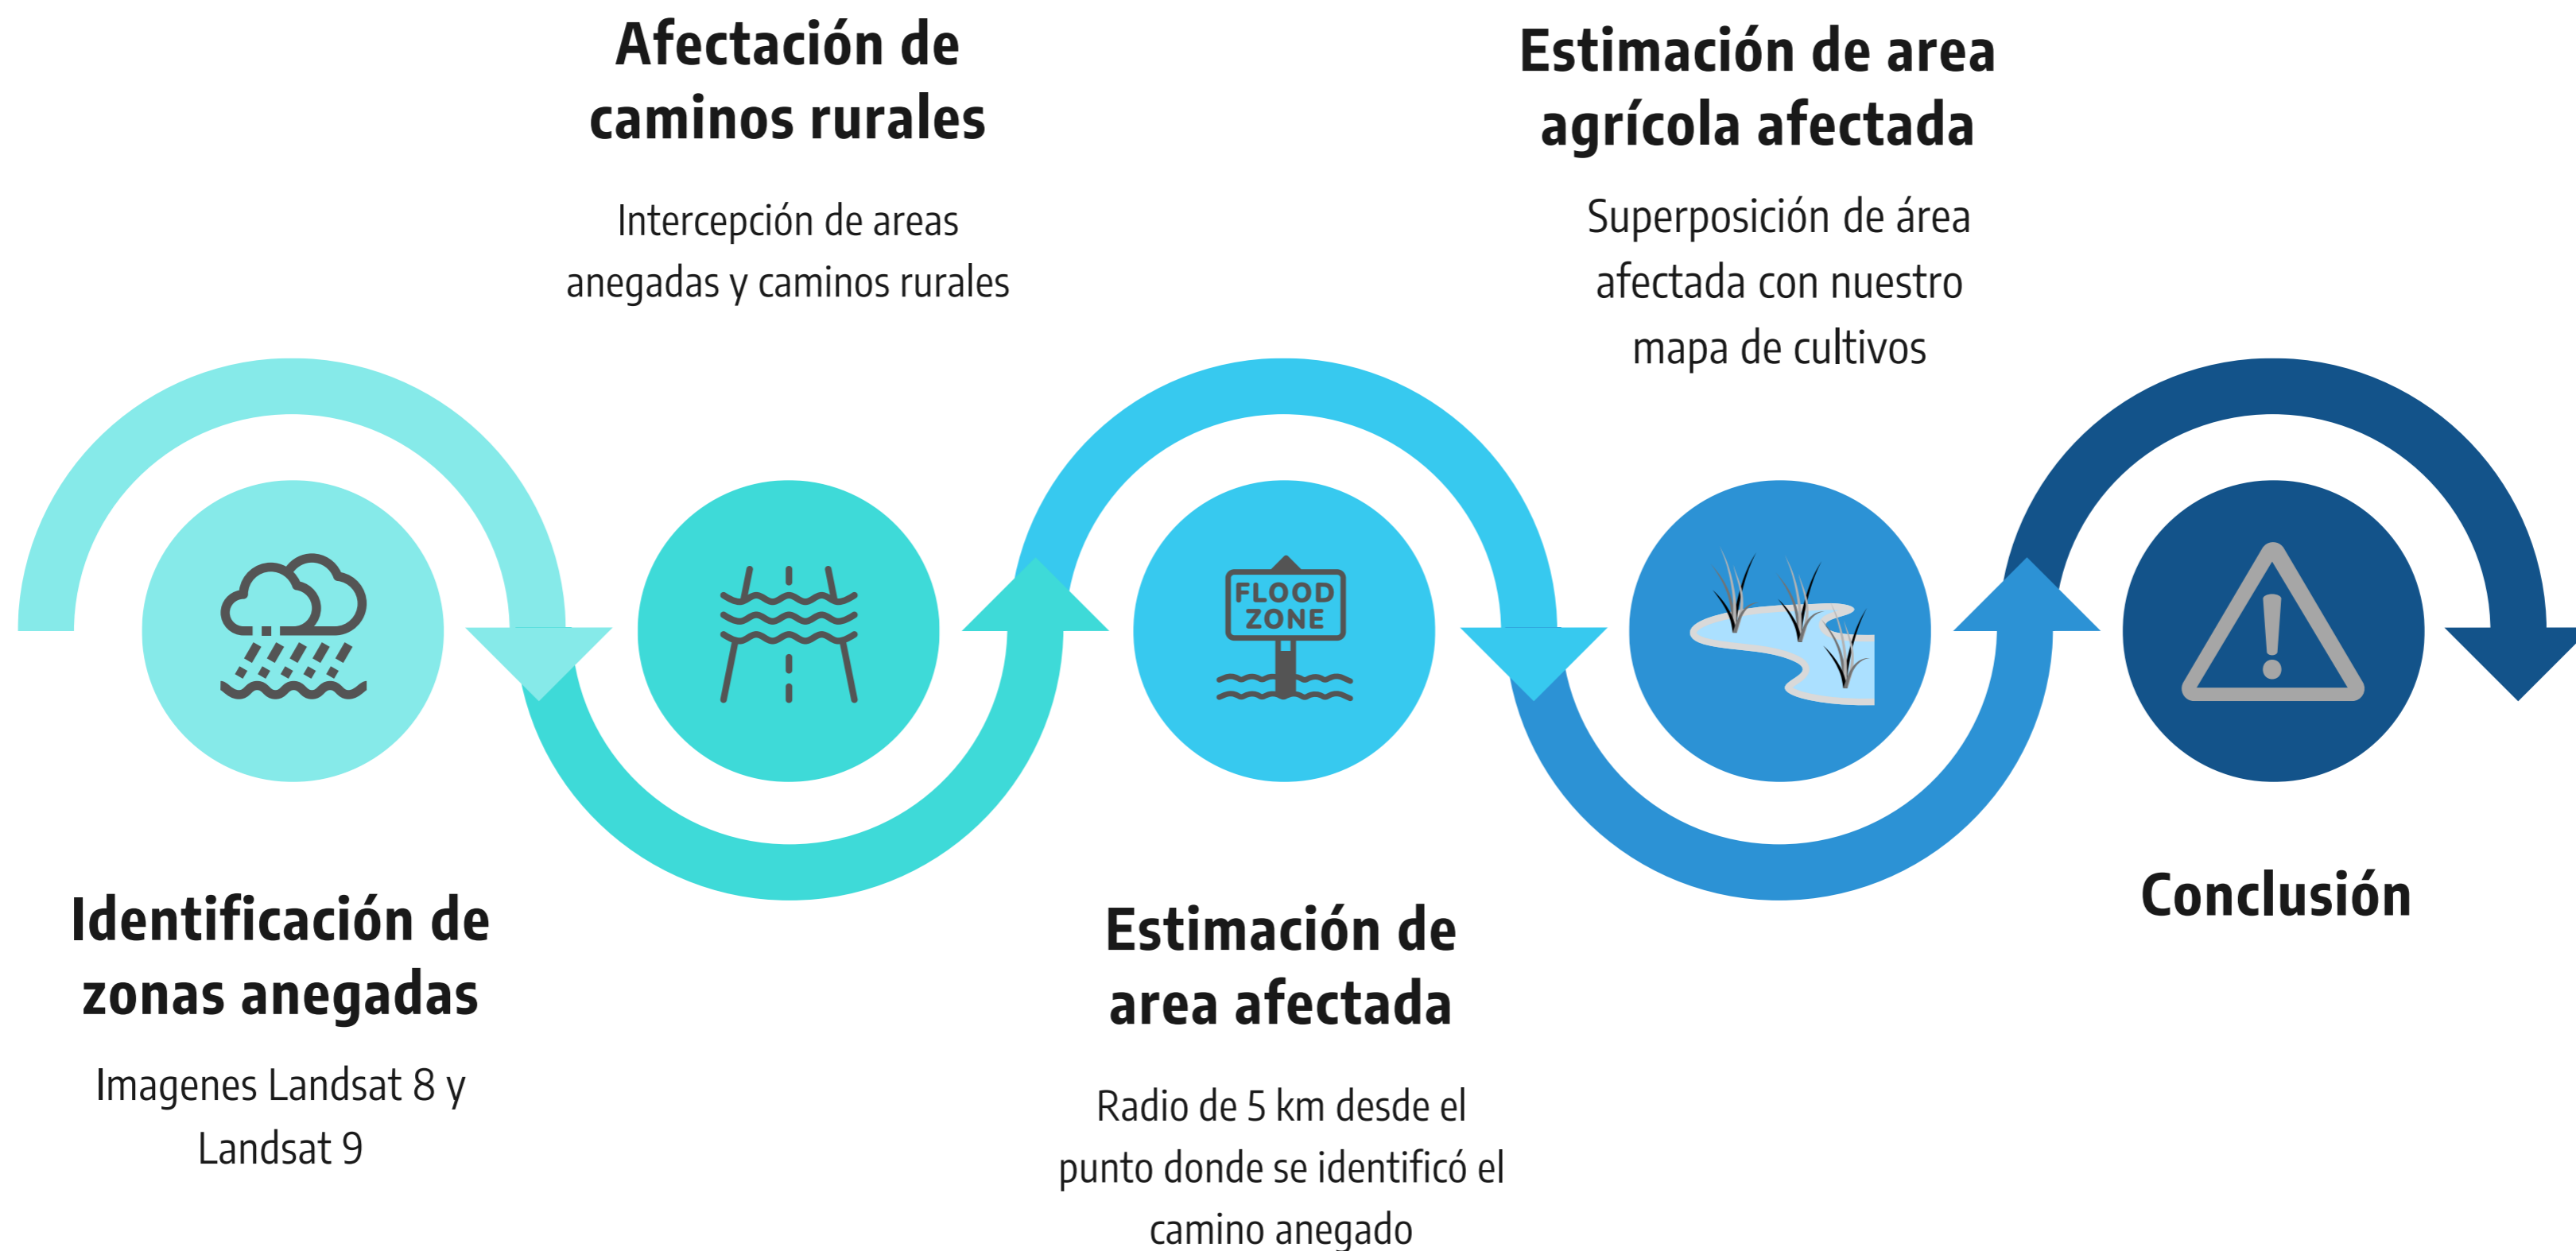 Identificación de
zonas anegadas
Imagenes Landsat 8 y
Landsat 9
Afectación de
caminos rurales
Intercepción de areas
anegadas y caminos rurales
FLOOD
ZONE
Estimación de
area afectada
Radio de 5 km desde el
punto donde se identificó el
camino anegado
Estimación de area
agrícola afectada
Superposición de área
afectada con nuestro
mapa de cultivos
Conclusión